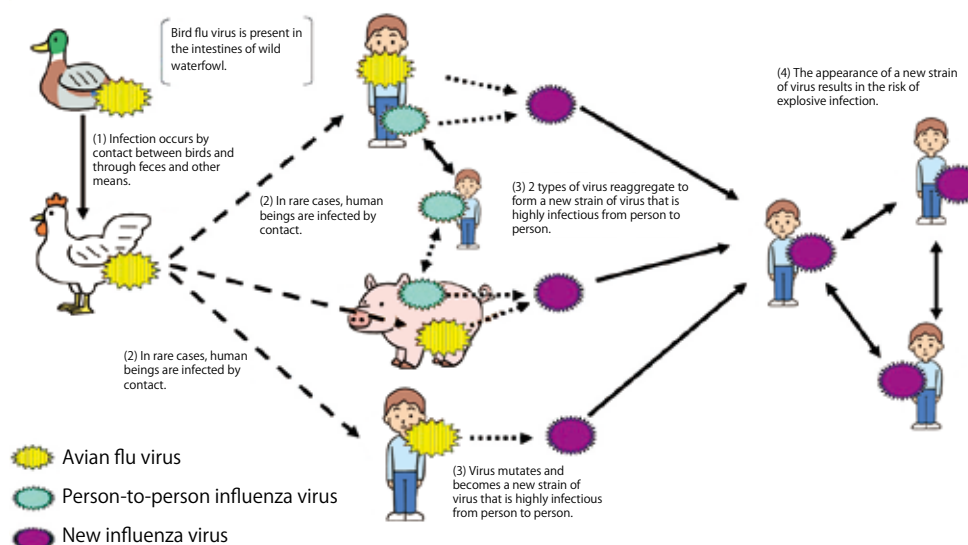 Bird flu virus is present in
the intestines of wild
waterfowl.
(1) Infection occurs by
contact between birds and
through feces and other
means.
(2) In rare cases, human
beings are infected by
contact.
(3) 2 types of virus reaggregate to
form a new strain of virus that is
highly infectious from person to
person.
(4) The appearance of a new strain
of virus results in the risk of
explosive infection.
(2) In rare cases, human
beings are infected by
contact.
(3) Virus mutates and
becomes a new strain of
virus that is highly infectious
from person to person.
Avian flu virus
Person-to-person influenza virus
New influenza virus